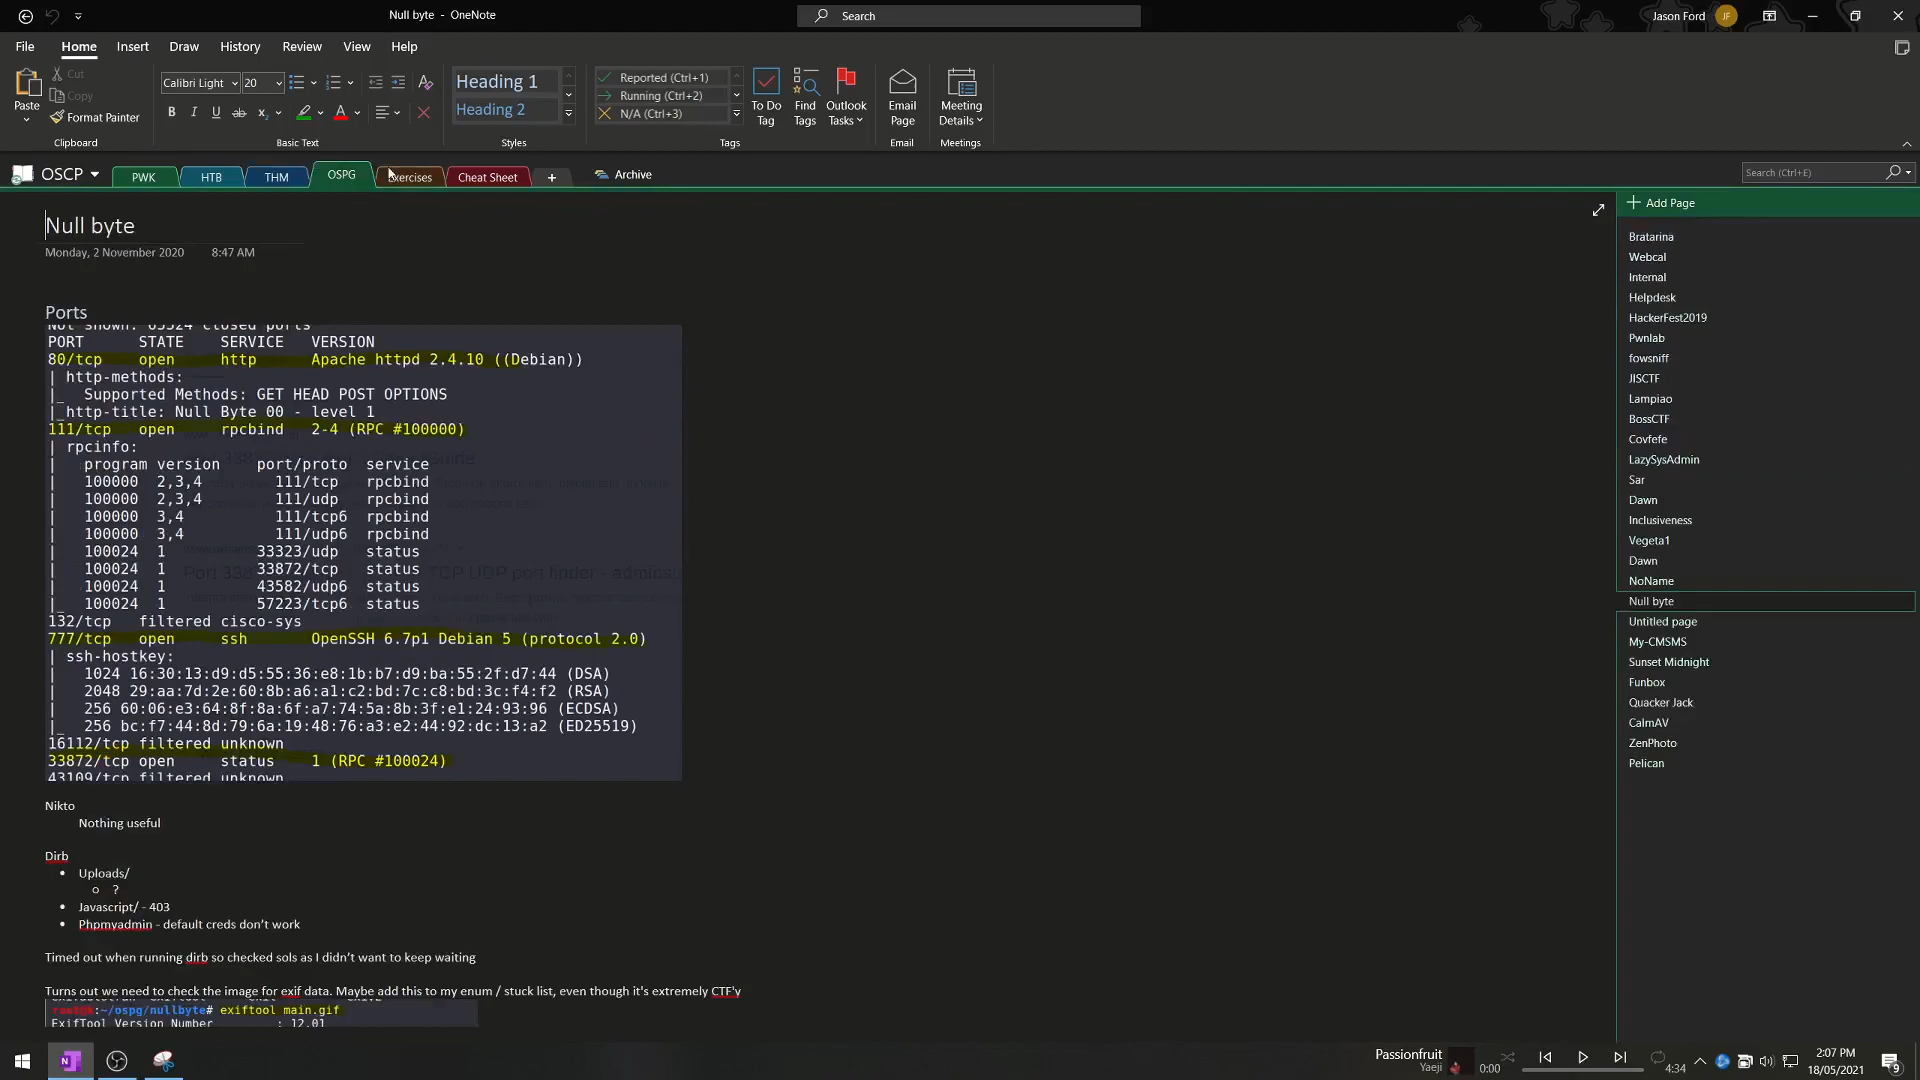 Null byte - OneNote
Search
Jason Ford
JF
File
Home
Insert
Draw
History
Review
View
Help
Paste
Cut
Copy
Format Painter
Clipboard
Calibri Light
20
Basic Text
Heading 1
Heading 2
Styles
Reported (Ctrl+1)
Running (Ctrl+2)
N/A (Ctrl+3)
To Do
Tag
Find
Tags
Outlook
Tasks
Tags
Email
Page
Email
Meeting
Details
Meetings
OSCP
PWK
HTB
THM
OSPG
Exercises
Cheat Sheet
Archive
Search (Ctrl+E)
Null byte
Monday, 2 November 2020 8:47 AM
Ports
Not shown: 65524 closed ports
PORT STATE SERVICE VERSION
80/tcp open http Apache httpd 2.4.10 ((Debian))
| http-methods:
|_ Supported Methods: GET HEAD POST OPTIONS
|_http-title: Null Byte 00 - level 1
111/tcp open rpcbind 2-4 (RPC #100000)
| rpcinfo:
| program version port/proto service
| 100000 2,3,4 111/tcp rpcbind
| 100000 2,3,4 111/udp rpcbind
| 100000 3,4 111/tcp6 rpcbind
| 100000 3,4 111/udp6 rpcbind
| 100024 1 33323/udp status
| 100024 1 33872/tcp status
| 100024 1 43582/udp6 status
|_ 100024 1 57223/tcp6 status
132/tcp filtered cisco-sys
777/tcp open ssh OpenSSH 6.7p1 Debian 5 (protocol 2.0)
| ssh-hostkey:
| 1024 16:30:13:d9:d5:55:36:e8:1b:b7:d9:ba:55:2f:d7:44 (DSA)
| 2048 29:aa:7d:2e:60:8b:a6:a1:c2:bd:7c:c8:bd:3c:f4:f2 (RSA)
| 256 60:06:e3:64:8f:8a:6f:a7:74:5a:8b:3f:e1:24:93:96 (ECDSA)
|_ 256 bc:f7:44:8d:79:6a:19:48:76:a3:e2:44:92:dc:13:a2 (ED25519)
16112/tcp filtered unknown
33872/tcp open status 1 (RPC #100024)
43109/tcp filtered unknown
Nikto
Nothing useful
Dirb
• Uploads/
○ ?
• Javascript/ - 403
• Phpmyadmin - default creds don't work
Timed out when running dirb so checked sols as I didn't want to keep waiting
Turns out we need to check the image for exif data. Maybe add this to my enum / stuck list, even though it's extremely CTF'y
:~/ospg/nullbyte# exiftool main.gif
ExifTool Version Number : 12.01
Add Page
Bratarina
Webcal
Internal
Helpdesk
HackerFest2019
Pwnlab
fowsniff
JISCTF
Lampiao
BossCTF
Covfefe
LazySysAdmin
Sar
Dawn
Inclusiveness
Vegeta1
Dawn
NoName
Null byte
Untitled page
My-CMSMS
Sunset Midnight
Funbox
Quacker Jack
CalmAV
ZenPhoto
Pelican
Passionfruit
Yaeji
0:00
4:34
2:07 PM
18/05/2021
9